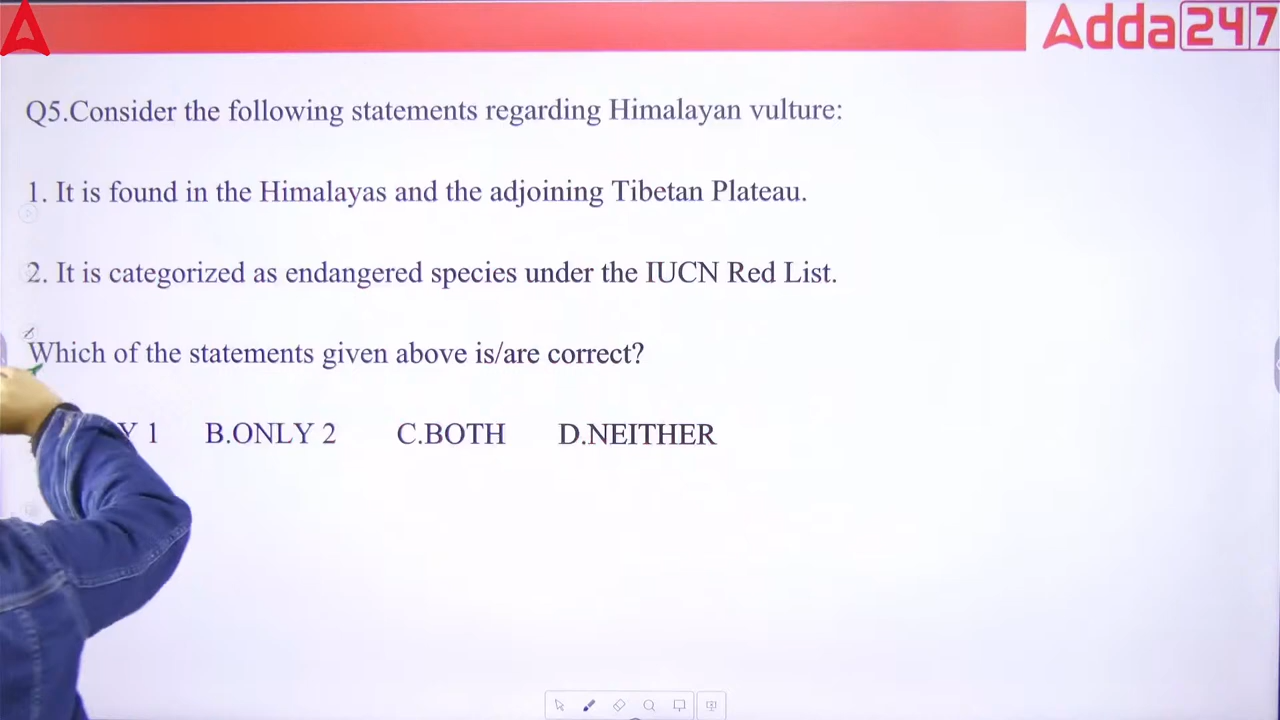 Adda247
Q5.Consider the following statements regarding Himalayan vulture:
1. It is found in the Himalayas and the adjoining Tibetan Plateau.
2. It is categorized as endangered species under the IUCN Red List.
Which of the statements given above is/are correct?
Y 1 B.ONLY 2 C.BOTH D.NEITHER